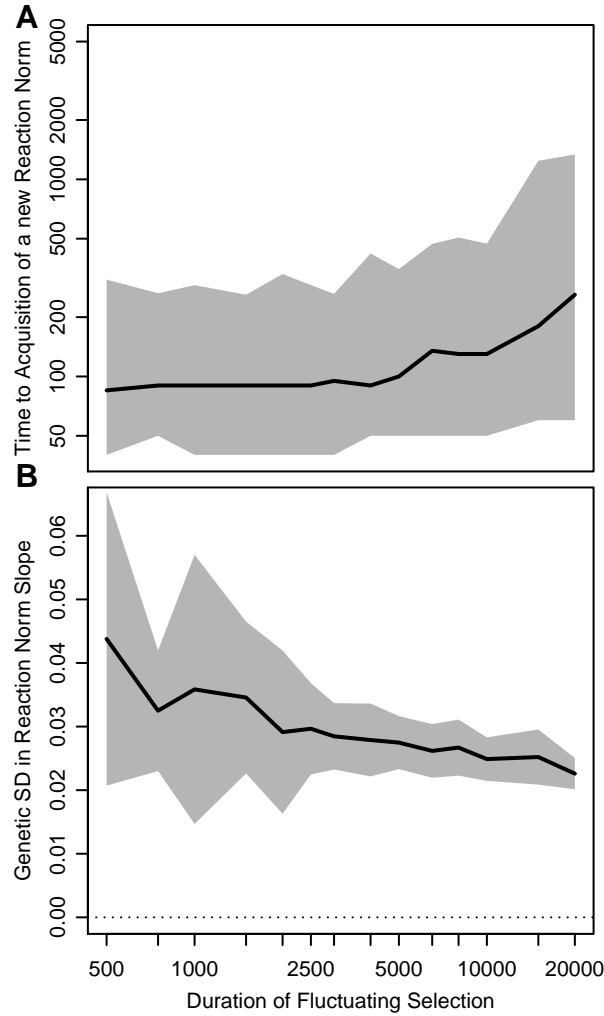 A
Time to Acquisition of a new Reaction Norm
5000
2000
1000
500
200
100
50
B
Genetic SD in Reaction Norm Slope
0.06
0.05
0.04
0.03
0.02
0.01
0.00
500 1000 2500 5000 10000 20000
Duration of Fluctuating Selection